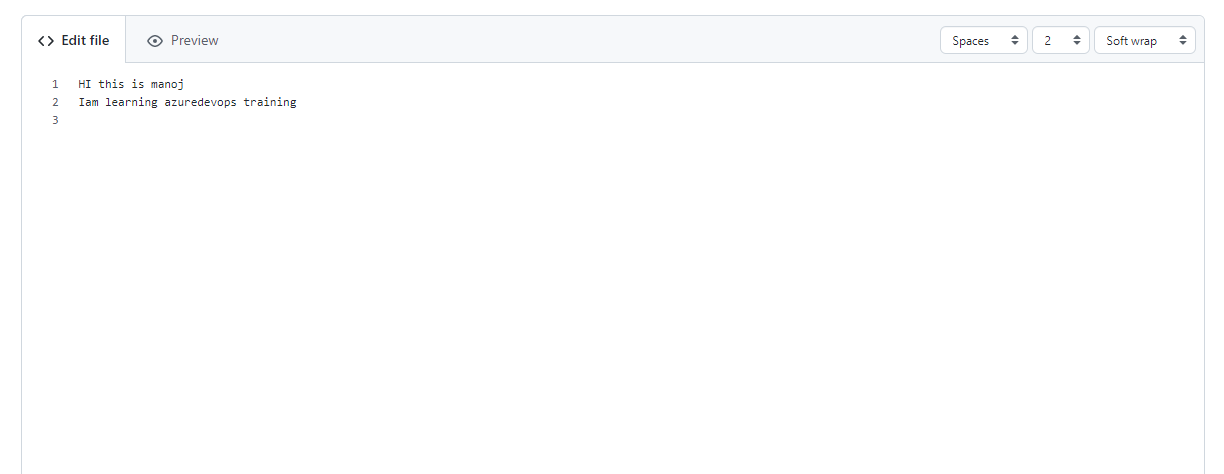 Edit file Preview Spaces 2 Soft wrap
1 HI this is manoj
2 Iam learning azuredevops training
3